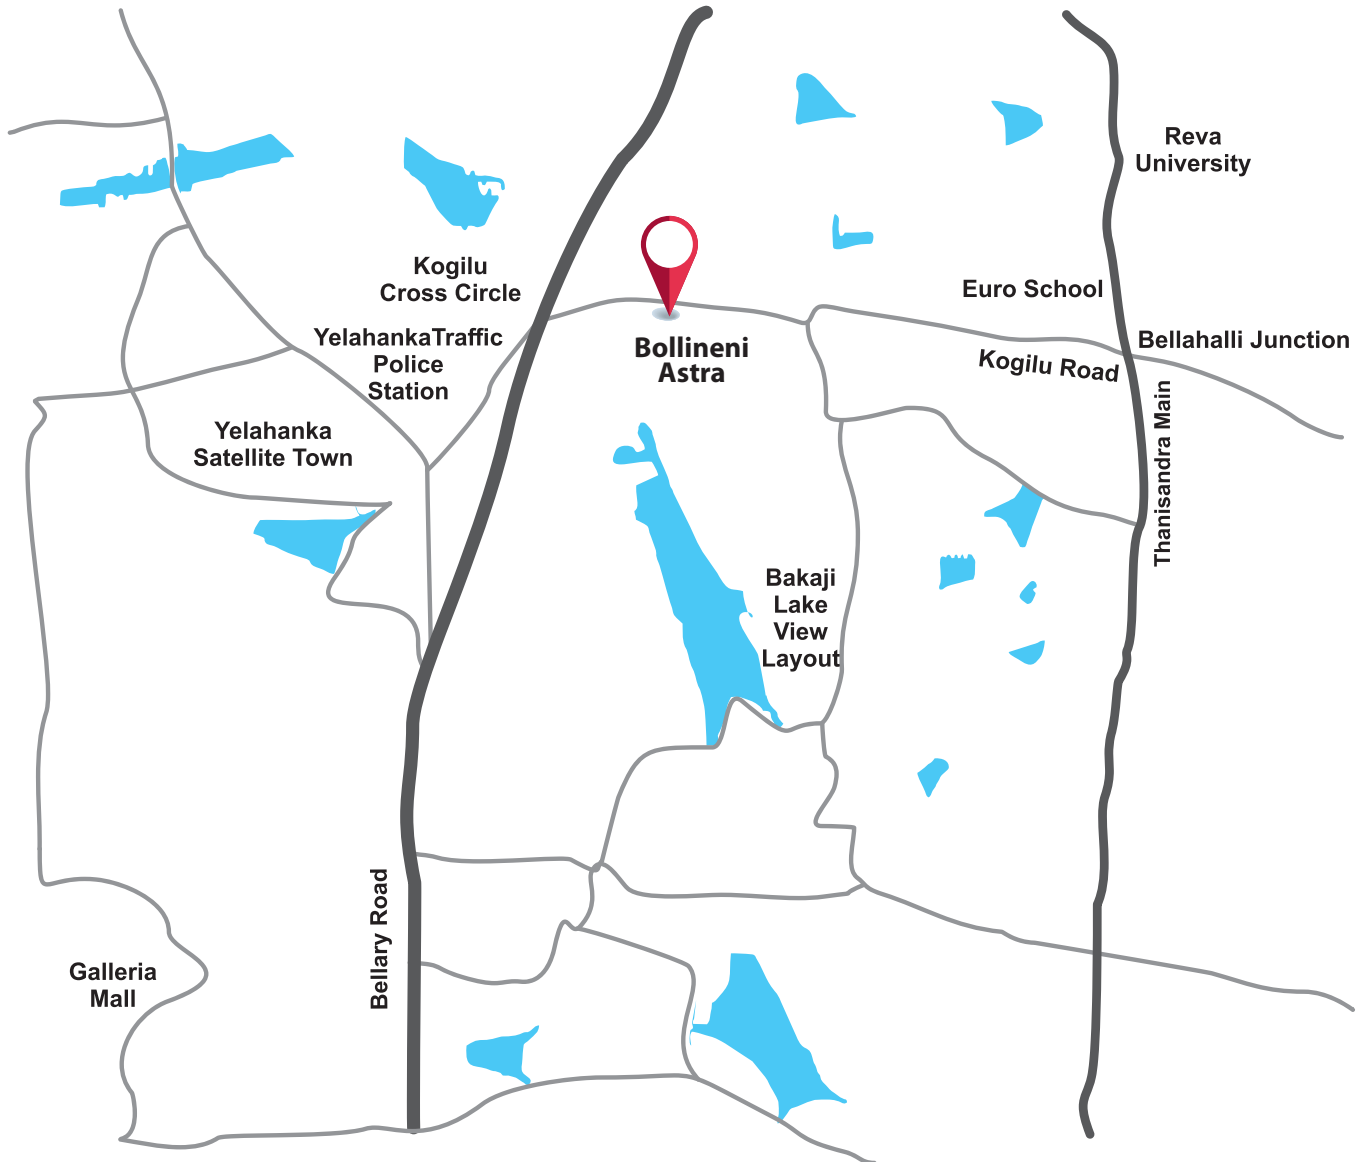 Reva
University
Kogilu
Cross Circle
Euro School
YelahankaTraffic
Police
Station
Bollineni
Astra
Bellahalli Junction
Kogilu Road
Yelahanka
Satellite Town
Thanisandra Main
Bakaji
Lake
View
Layout
Bellary Road
Galleria
Mall